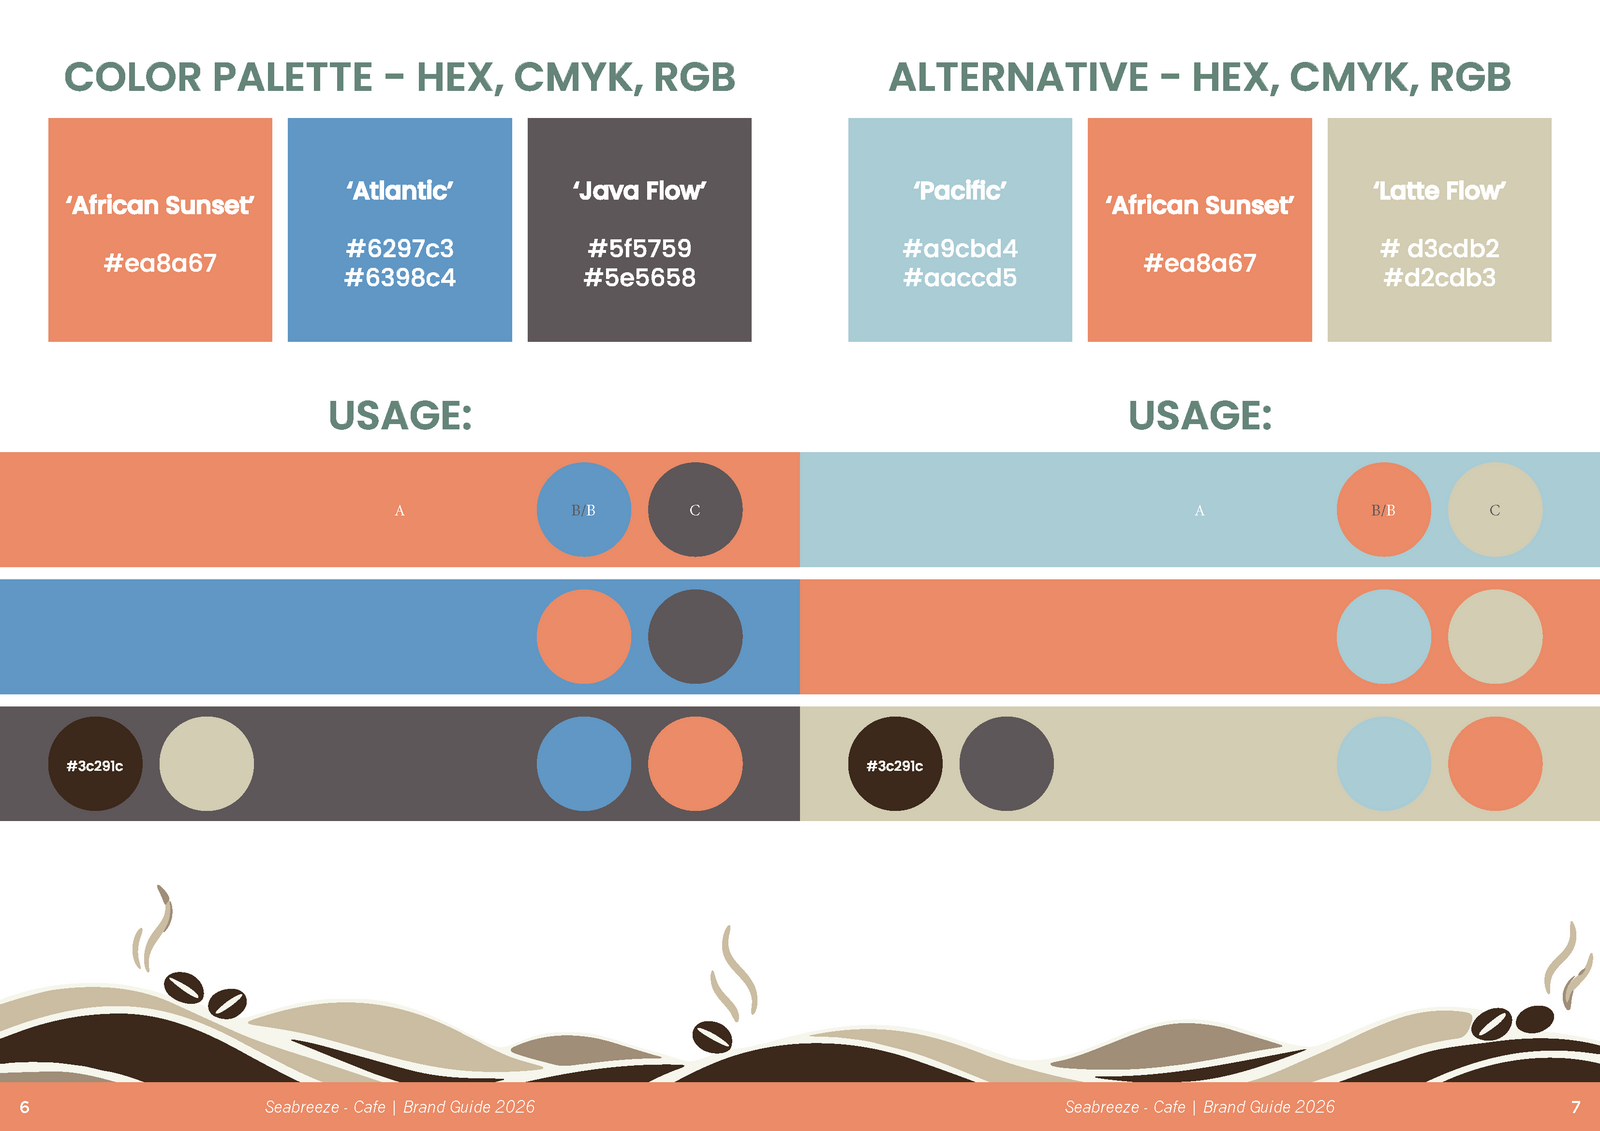 COLOR PALETTE – HEX, CMYK, RGB
‘African Sunset’
#ea8a67
‘Atlantic’
#6297c3
#6398c4
‘Java Flow’
#5f5759
#5e5658
USAGE:
A
B/B
C
#3c291c
6
Seabreeze - Cafe | Brand Guide 2026
ALTERNATIVE – HEX, CMYK, RGB
‘Pacific’
#a9cbd4
#aaccd5
‘African Sunset’
#ea8a67
‘Latte Flow’
# d3cdb2
#d2cdb3
USAGE:
A
B/B
C
#3c291c
Seabreeze - Cafe | Brand Guide 2026
7